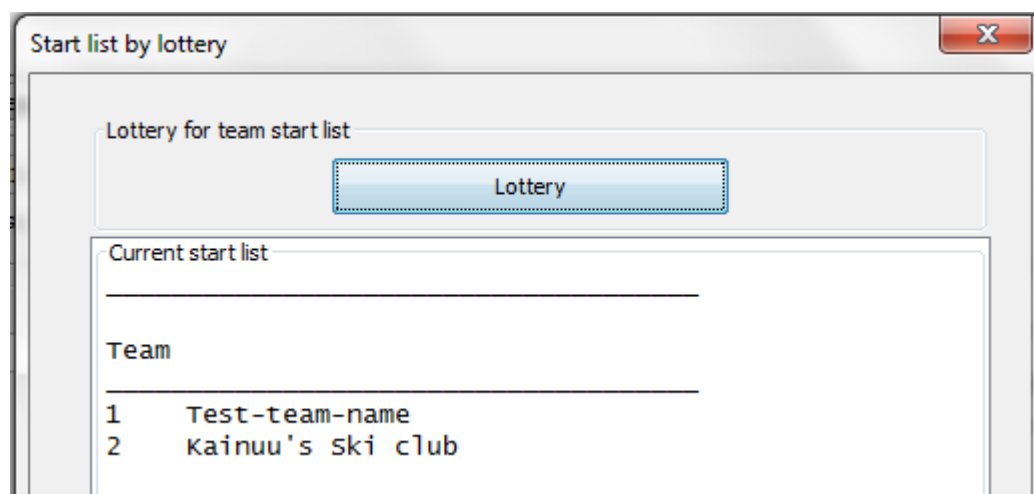 Start list by lottery
Lottery for team start list
Lottery
Current start list
Team
1 Test-team-name
2 Kainuu's Ski club